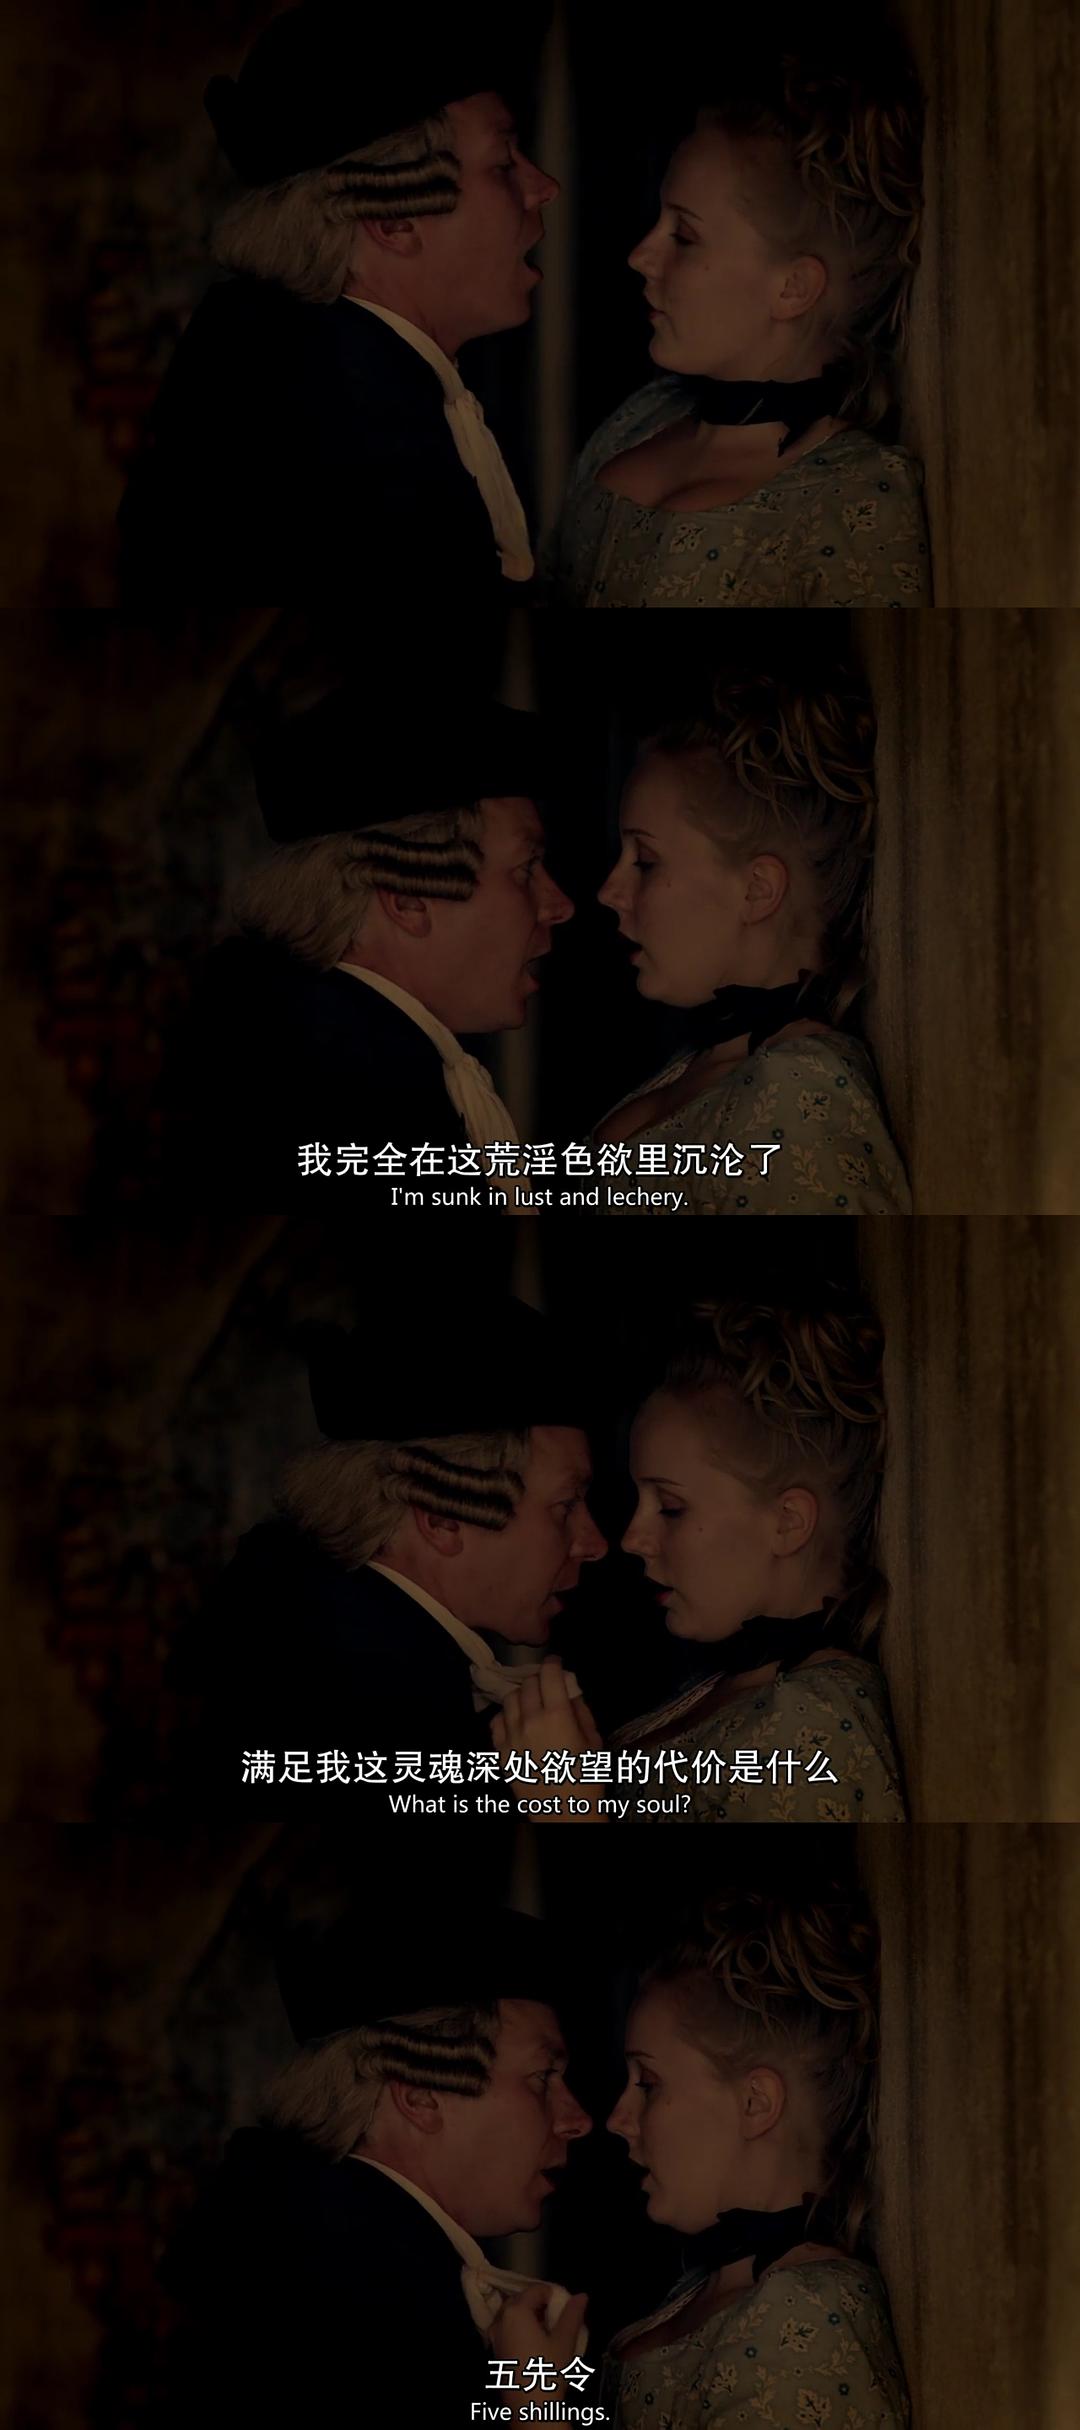 我完全在这荒淫色欲里沉沦了
I'm sunk in lust and lechery.
满足我这灵魂深处欲望的代价是什么
What is the cost to my soul?
五先令
Five shillings.